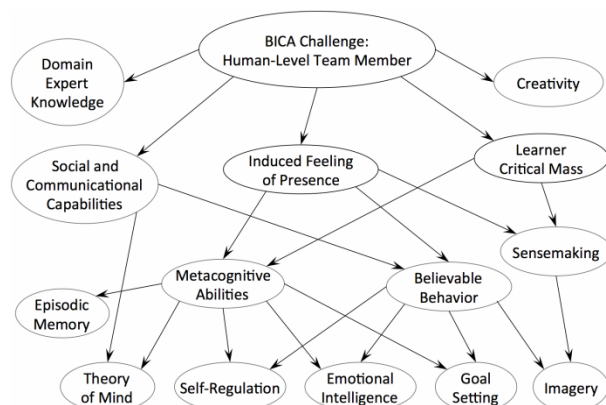 BICA Challenge:
Human-Level Team Member
Domain
Expert
Knowledge
Creativity
Social and
Communicational
Capabilities
Induced Feeling
of Presence
Learner
Critical Mass
Sensemaking
Metacognitive
Abilities
Believable
Behavior
Episodic
Memory
Theory
of Mind
Self-Regulation
Emotional
Intelligence
Goal
Setting
Imagery